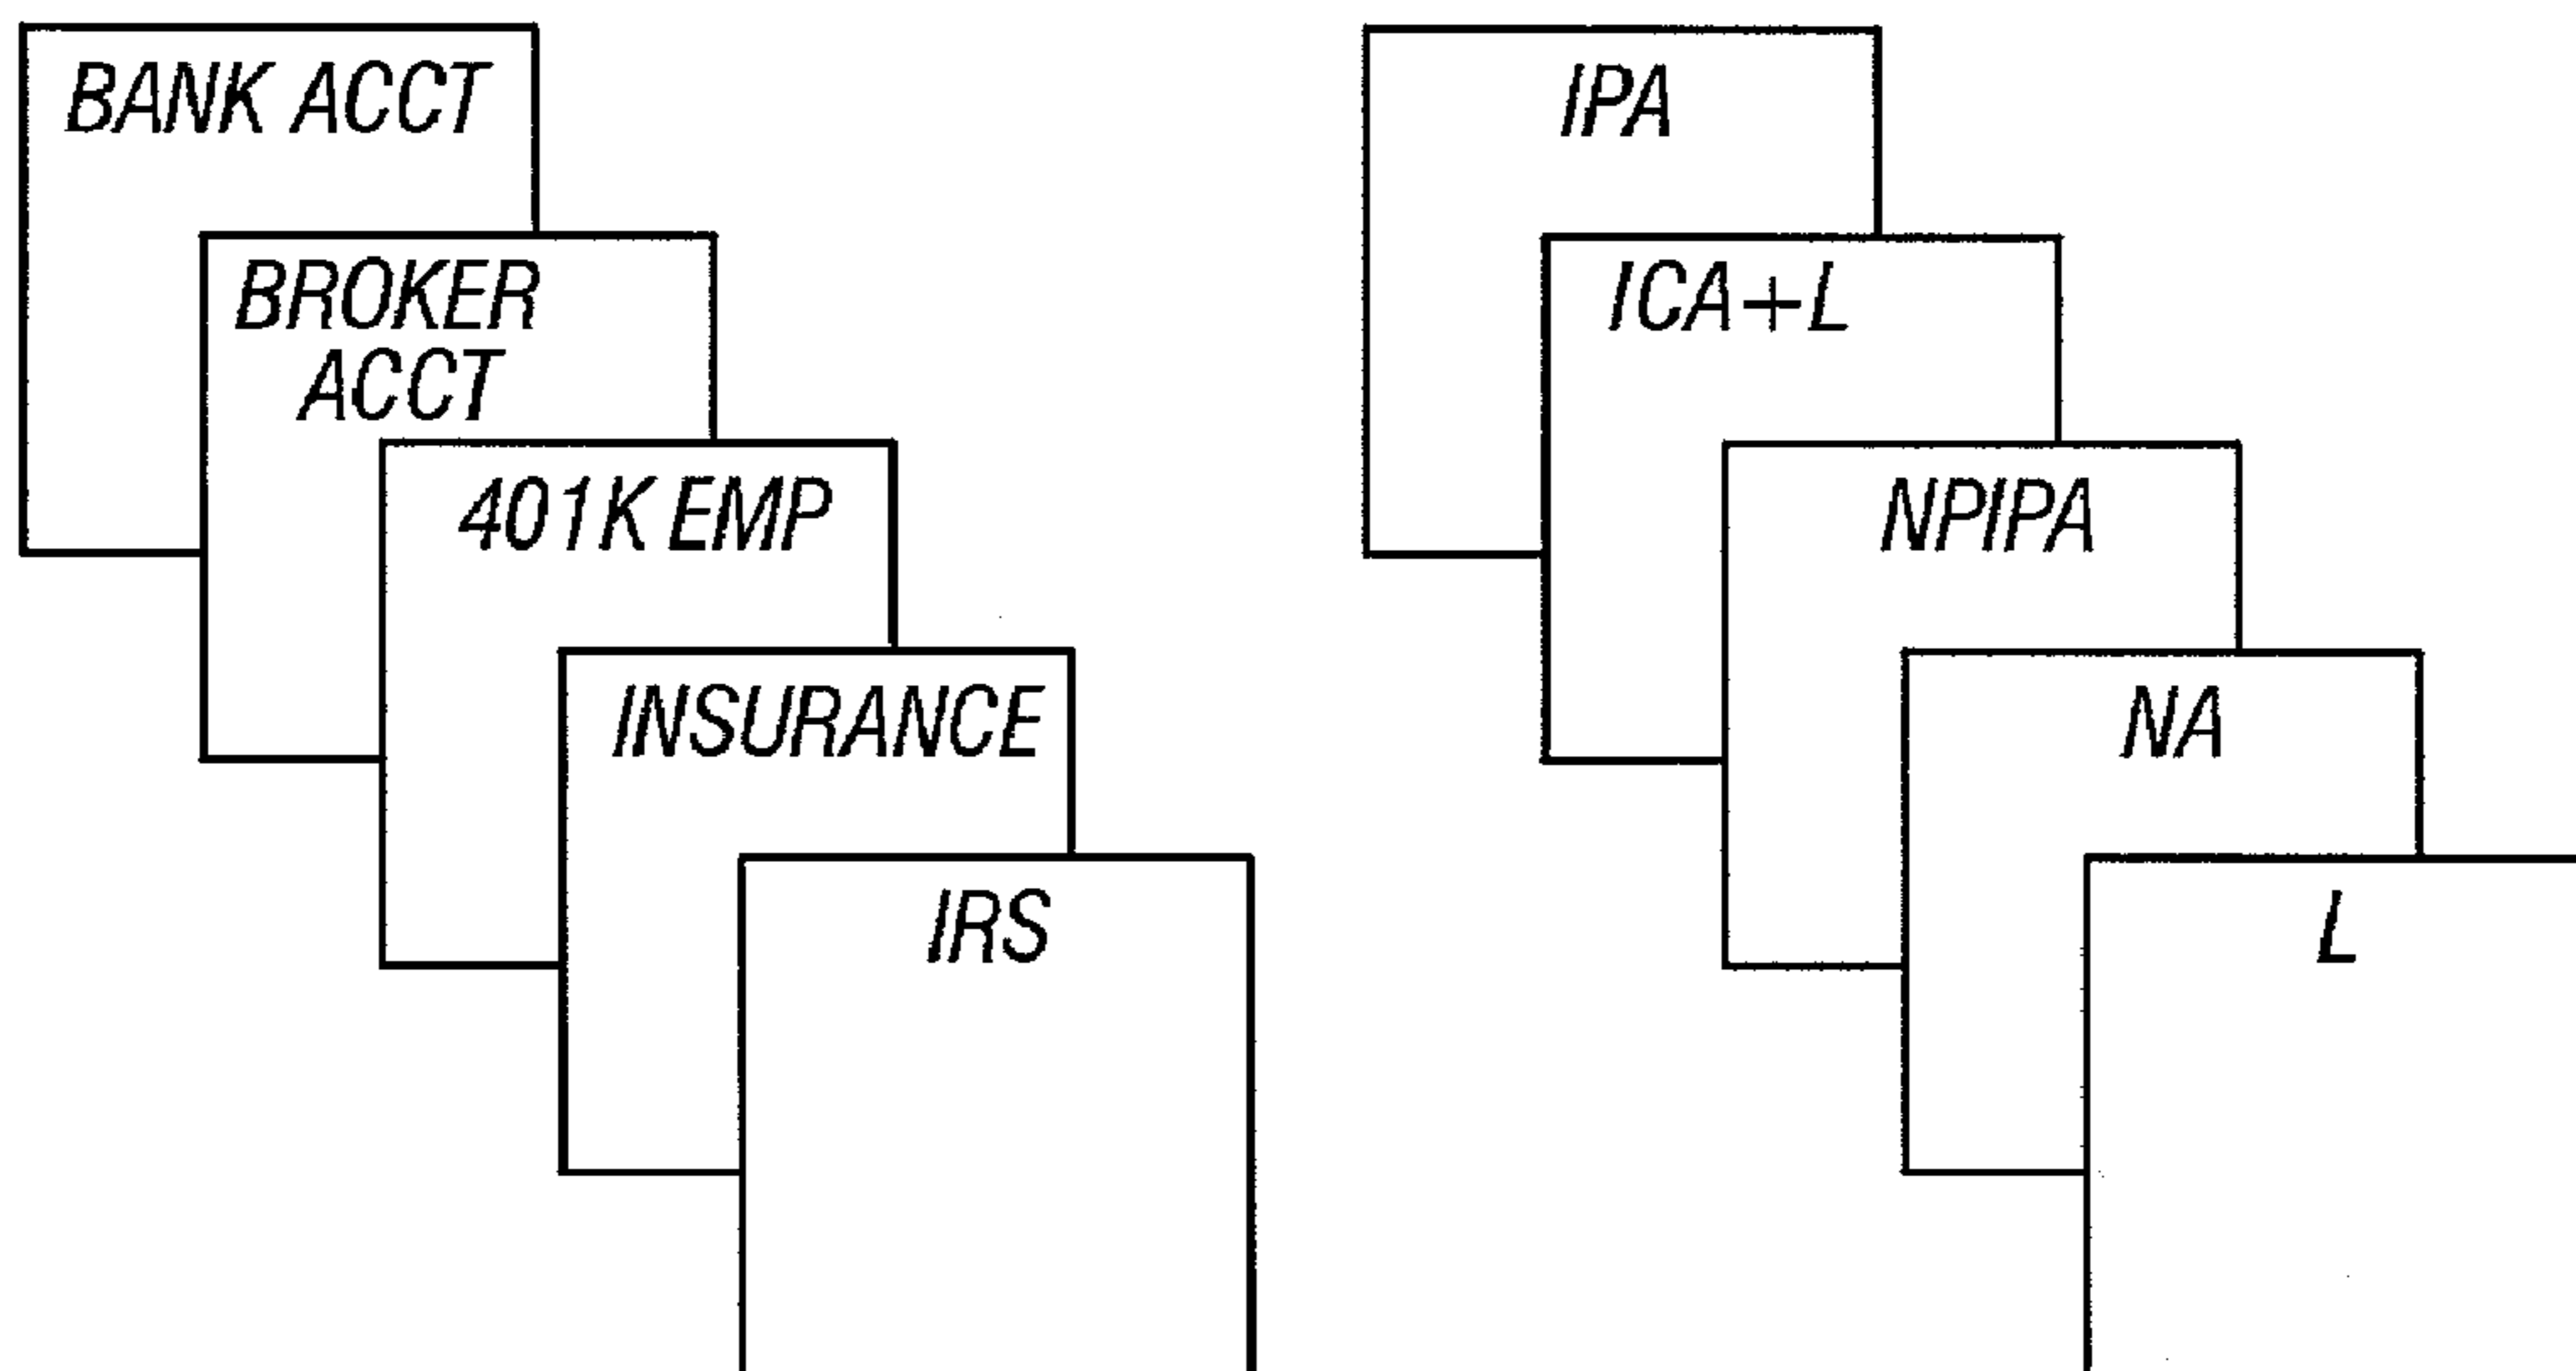 BANK ACCT
BROKER
ACCT
401K EMP
INSURANCE
IRS
IPA
ICA+L
NPIPA
NA
L